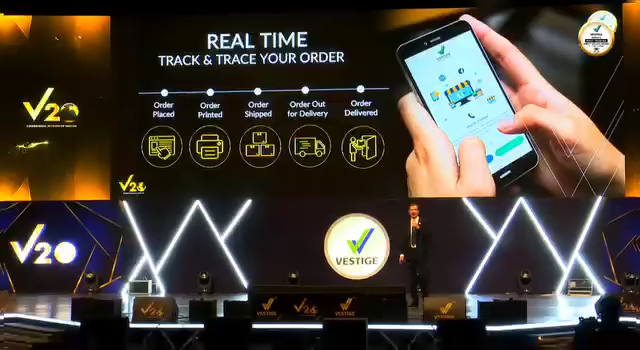 REAL TIME
TRACK & TRACE YOUR ORDER
Order Placed
Order Printed
Order Shipped
Order Out for Delivery
Order Delivered
V20
V20
V20
VESTIGE
VESTIGE
V20
VESTIGE